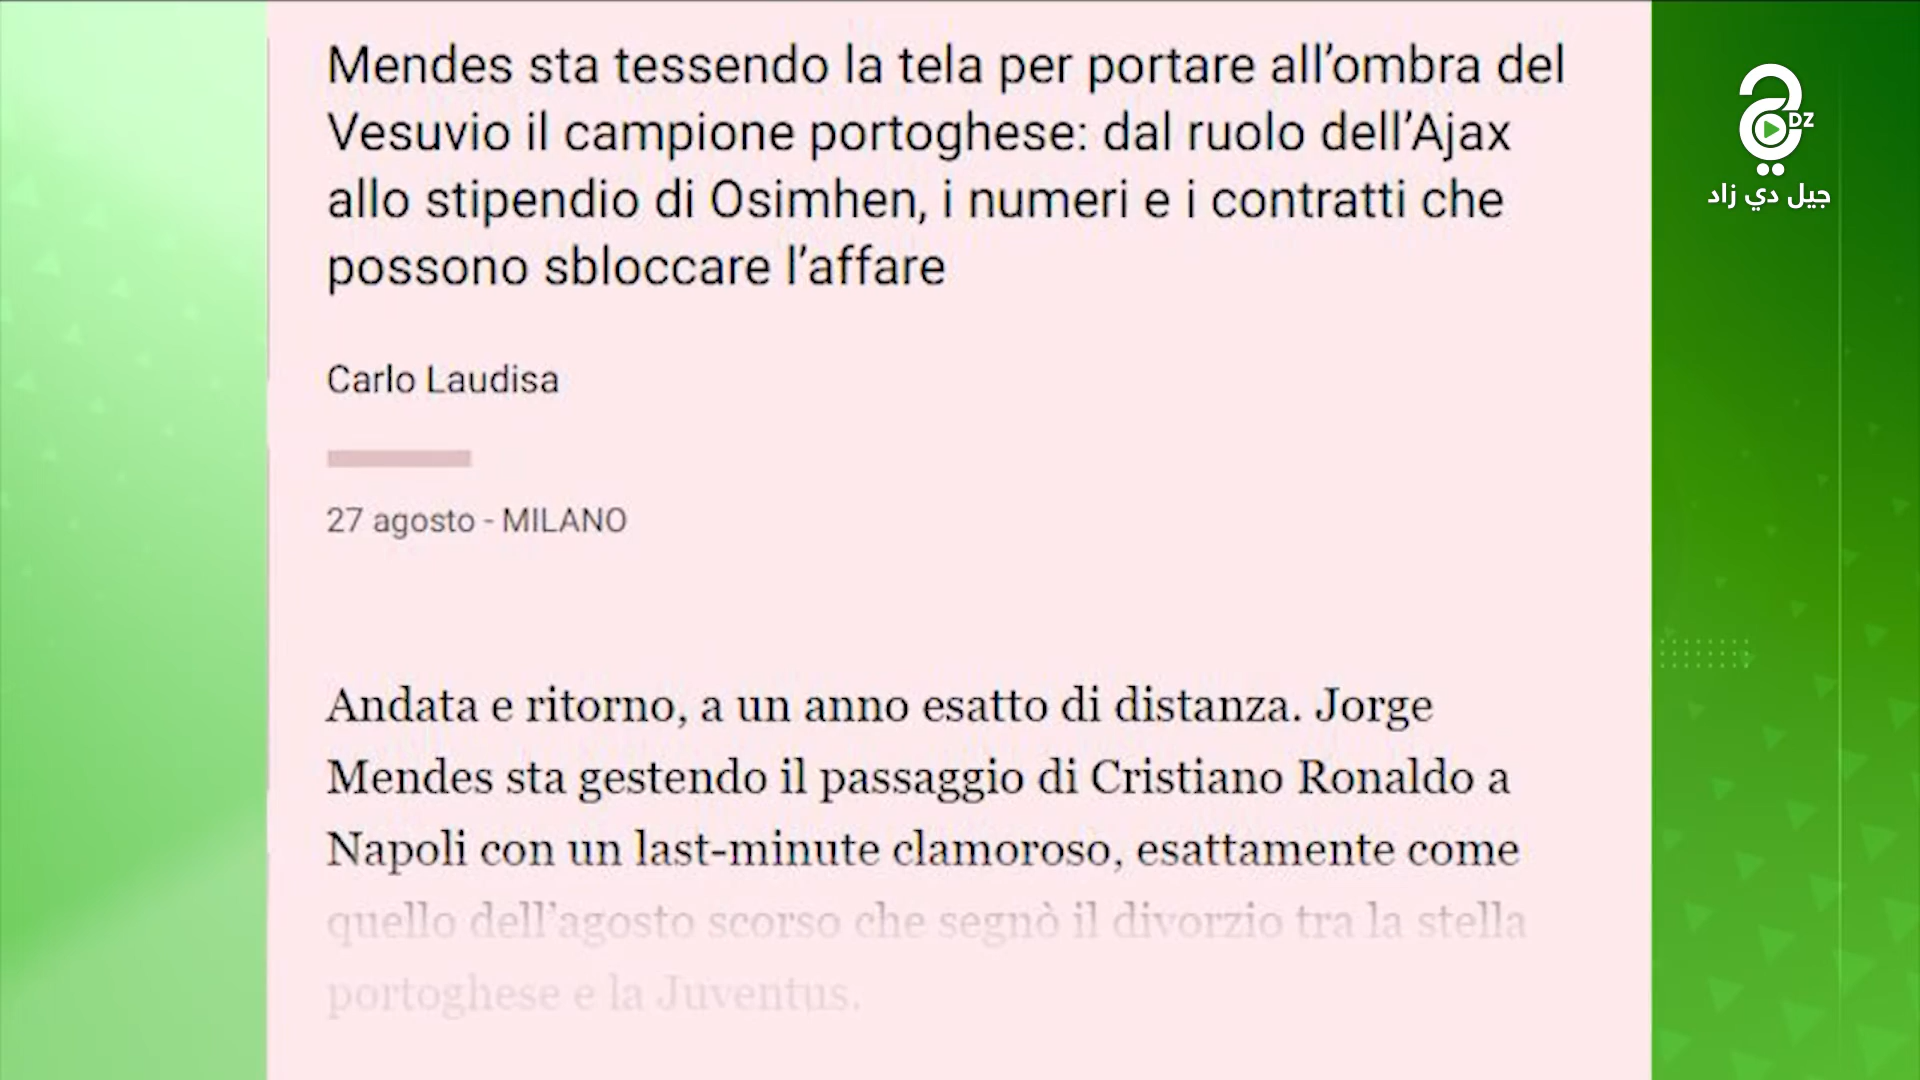 Mendes sta tessendo la tela per portare all’ombra del
Vesuvio il campione portoghese: dal ruolo dell’Ajax
allo stipendio di Osimhen, i numeri e i contratti che
possono sbloccare l’affare
Carlo Laudisa
27 agosto - MILANO
Andata e ritorno, a un anno esatto di distanza. Jorge
Mendes sta gestendo il passaggio di Cristiano Ronaldo a
Napoli con un last-minute clamoroso, esattamente come
quello dell’agosto scorso che segnò il divorzio tra la stella
portoghese e la Juventus.
DZ
جيل دي زاد